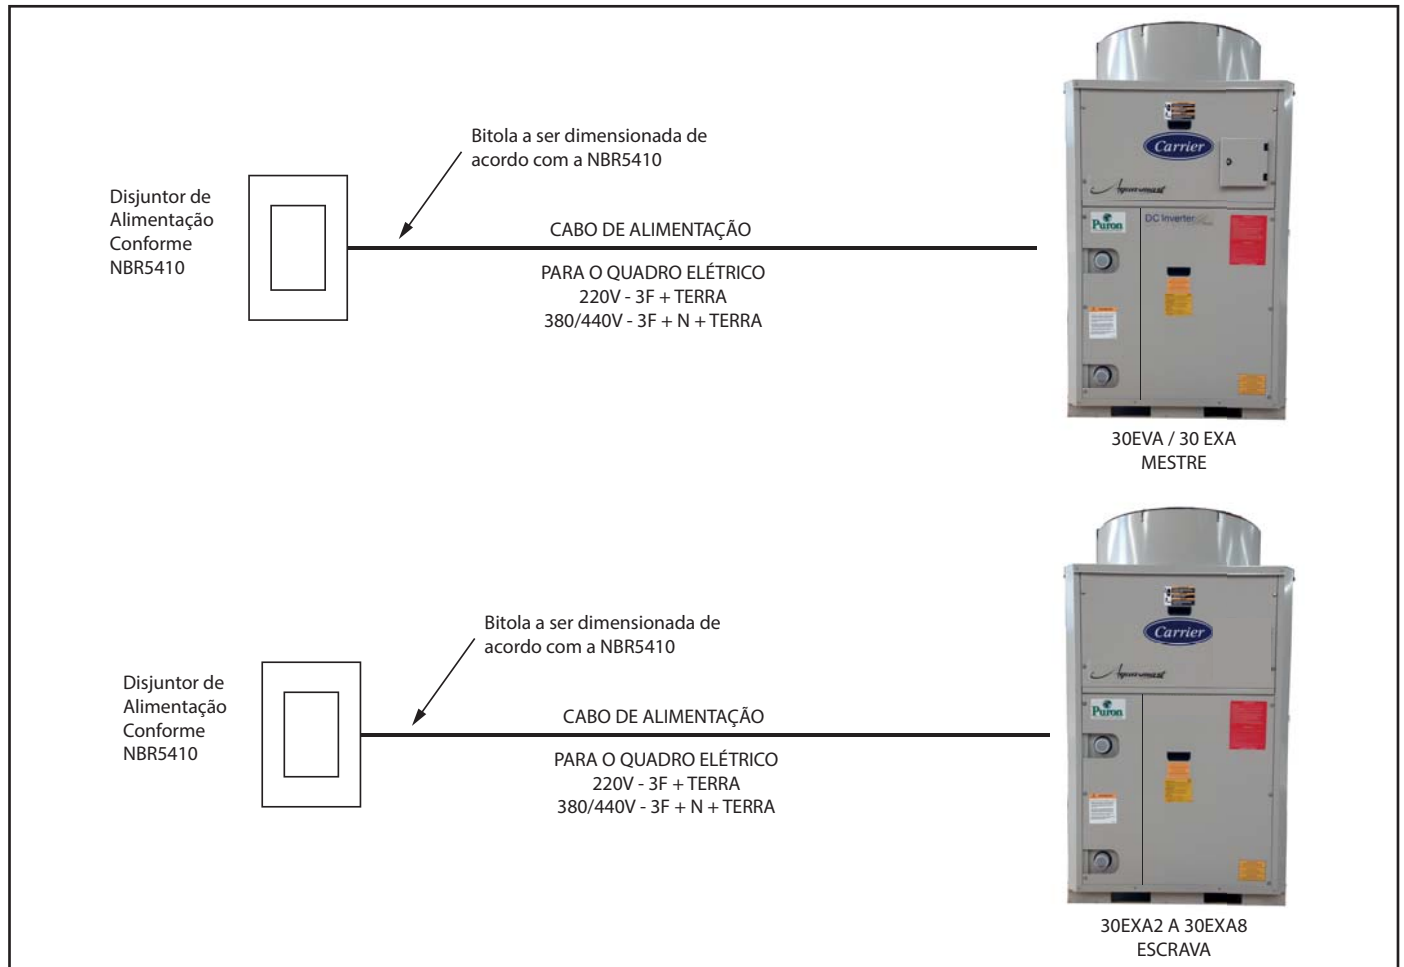 Bitola a ser dimensionada de
acordo com a NBR5410
Disjuntor de
Alimentação
Conforme
NBR5410
CABO DE ALIMENTAÇÃO
PARA O QUADRO ELÉTRICO
220V - 3F + TERRA
380/440V - 3F + N + TERRA
Carrier
Puron
DC Inverter
30EVA / 30 EXA
MESTRE
Bitola a ser dimensionada de
acordo com a NBR5410
Disjuntor de
Alimentação
Conforme
NBR5410
CABO DE ALIMENTAÇÃO
PARA O QUADRO ELÉTRICO
220V - 3F + TERRA
380/440V - 3F + N + TERRA
Carrier
Puron
30EXA2 A 30EXA8
ESCRAVA